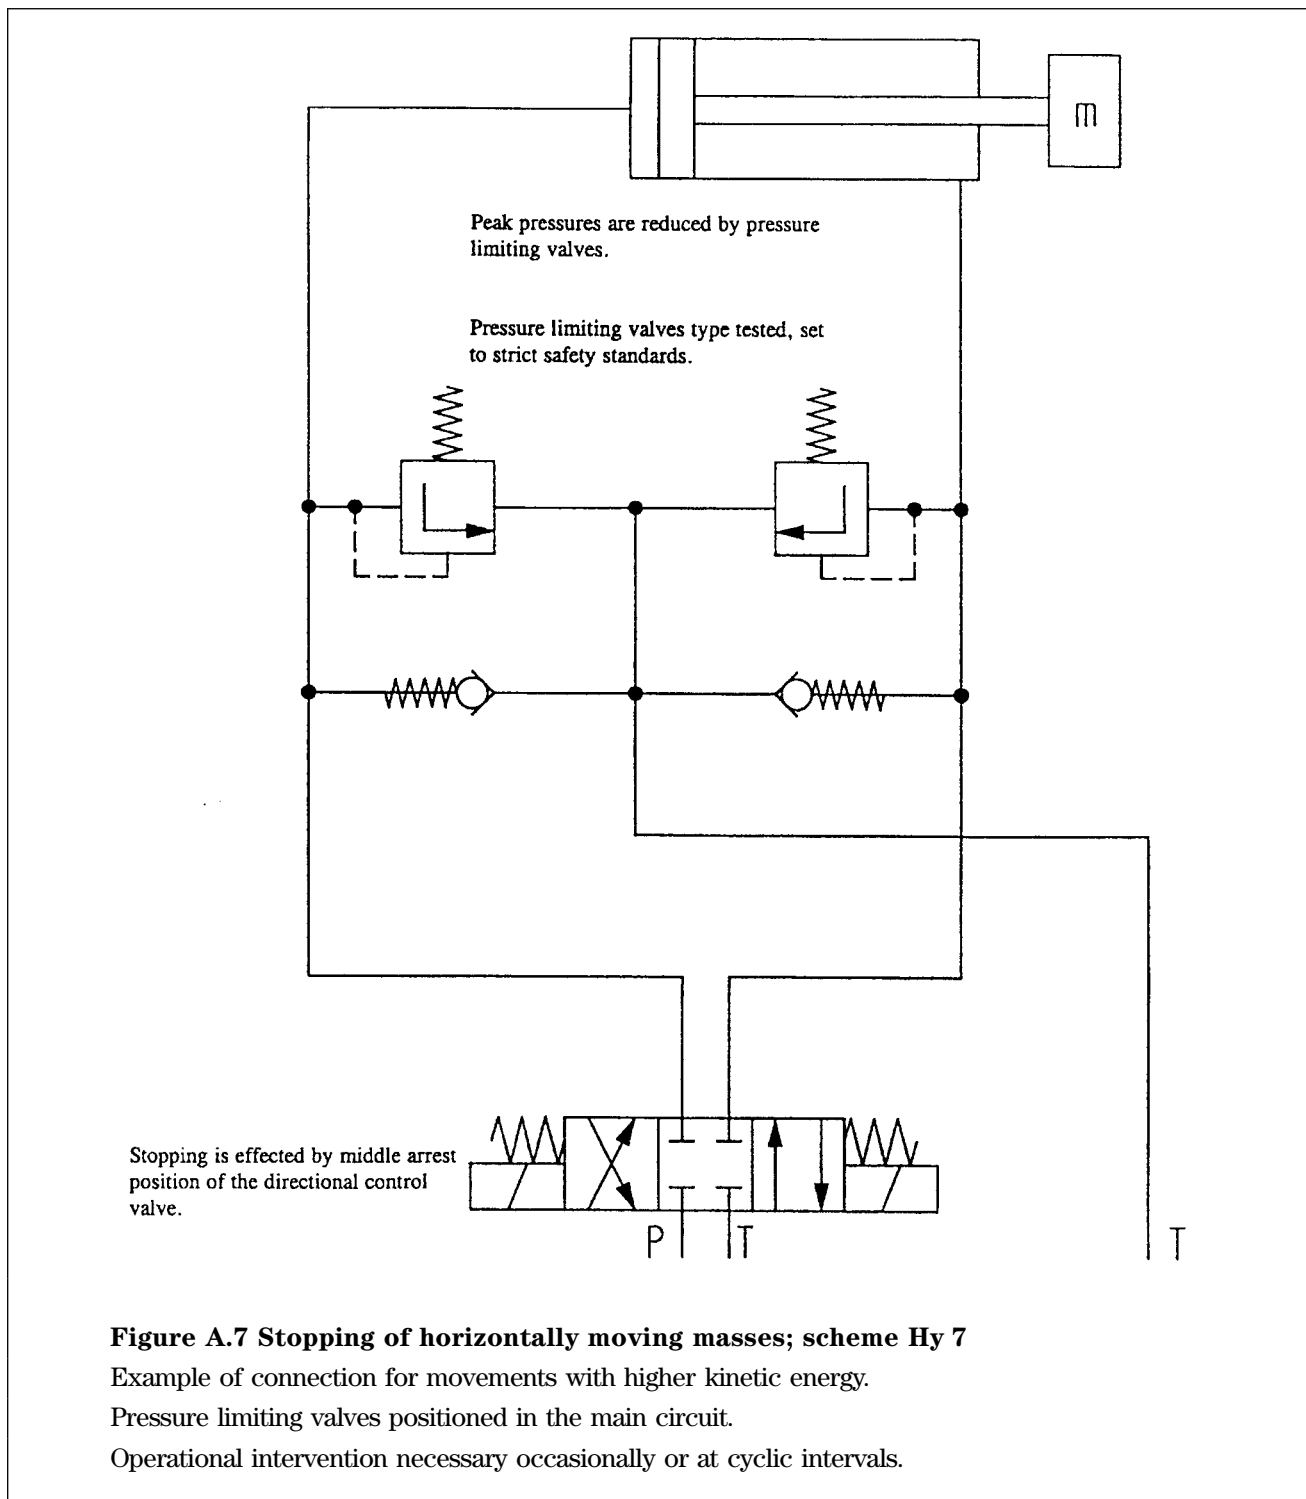 m
Peak pressures are reduced by pressure
limiting valves.
Pressure limiting valves type tested, set
to strict safety standards.
Stopping is effected by middle arrest
position of the directional control
valve.
P T T
Figure A.7 Stopping of horizontally moving masses; scheme Hy 7
Example of connection for movements with higher kinetic energy.
Pressure limiting valves positioned in the main circuit.
Operational intervention necessary occasionally or at cyclic intervals.